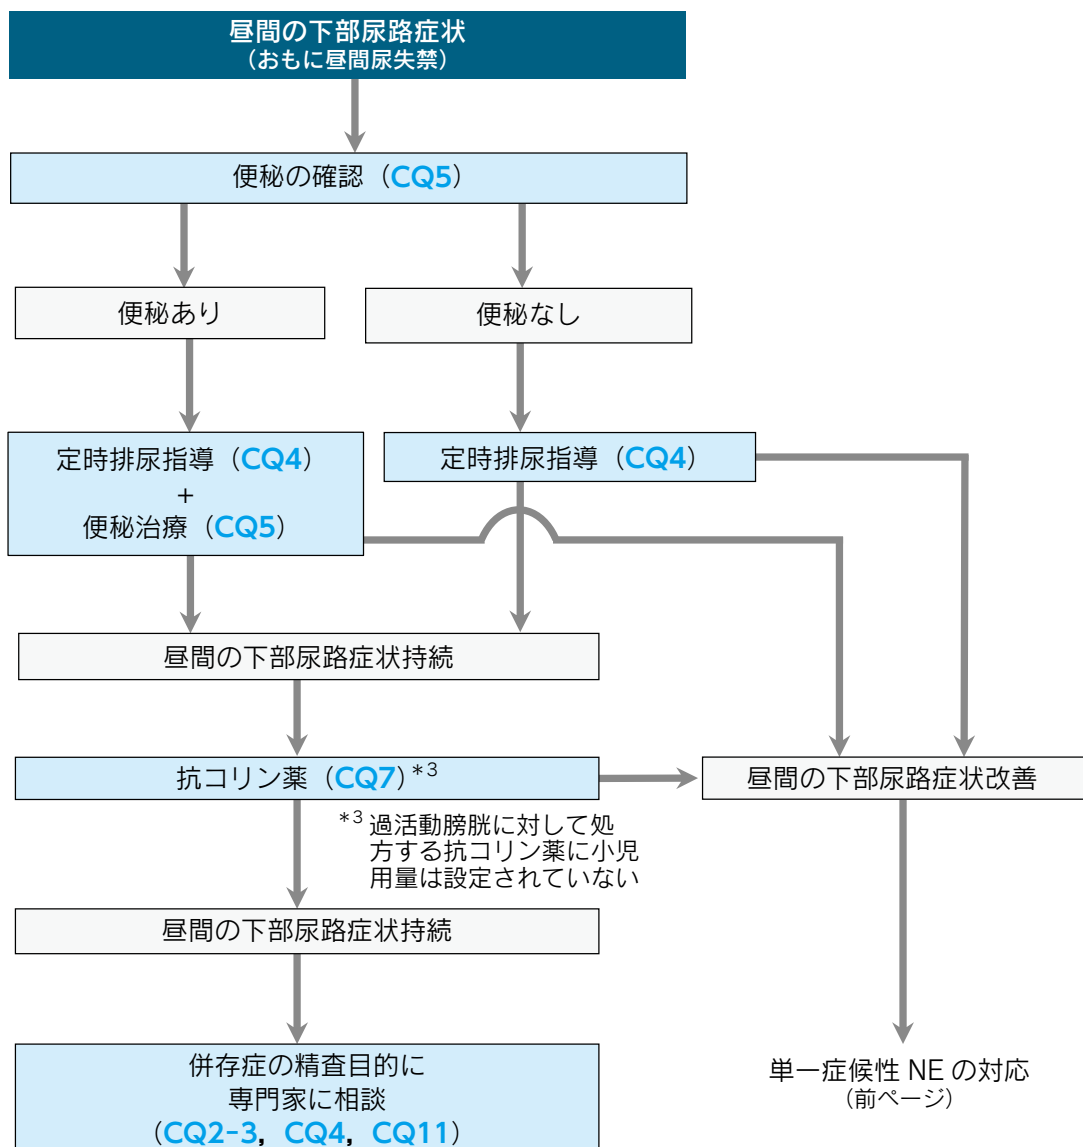 昼間の下部尿路症状
（おもに昼間尿失禁）
便秘の確認（CQ5）
便秘あり
便秘なし
定時排尿指導（CQ4）
+
便秘治療（CQ5）
定時排尿指導（CQ4）
昼間の下部尿路症状持続
抗コリン薬（CQ7）*3
昼間の下部尿路症状改善
*3 過活動膀胱に対して処
方する抗コリン薬に小児
用量は設定されていない
昼間の下部尿路症状持続
併存症の精査目的に
専門家に相談
（CQ2-3，CQ4，CQ11）
単一症候性 NE の対応
（前ページ）